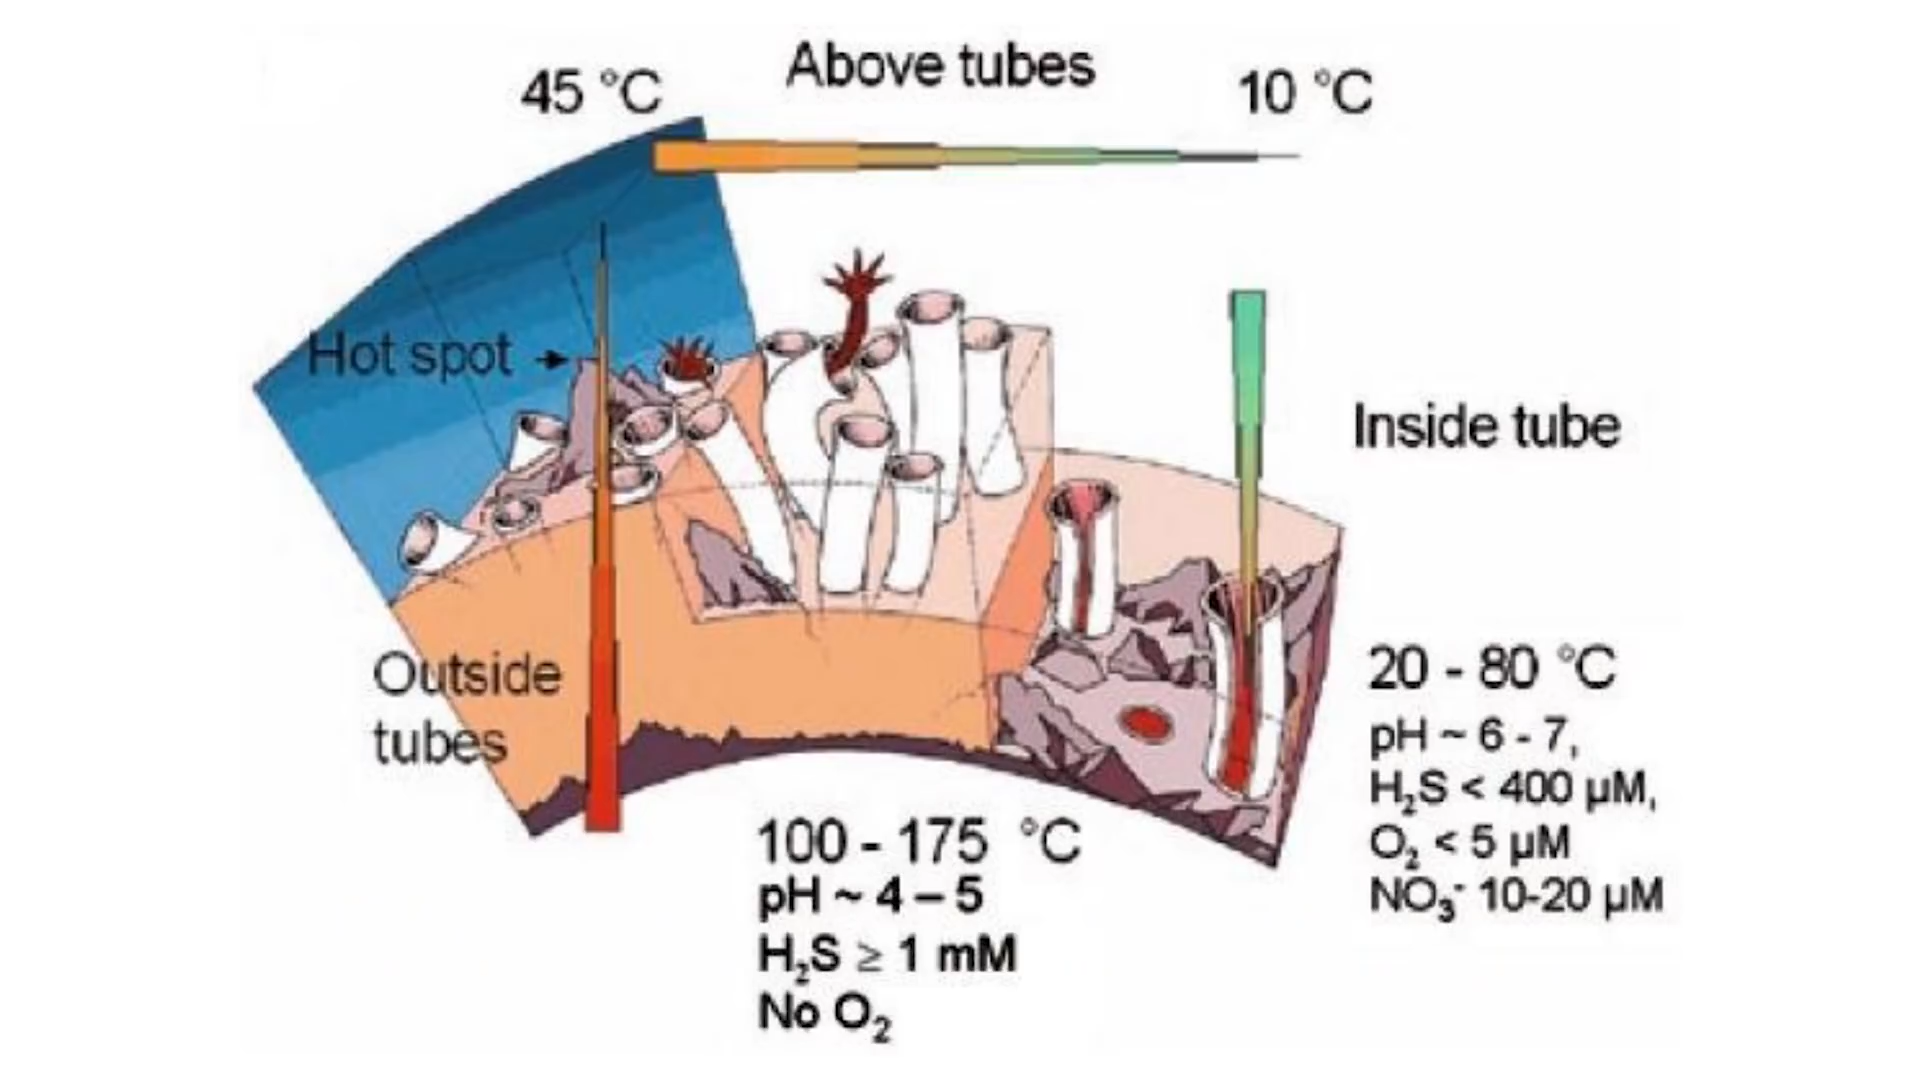 Above tubes
45 °C
10 °C
Hot spot
Inside tube
Outside
tubes
20 - 80 °C
pH ~ 6 - 7,
H₂S < 400 µM,
O₂ < 5 µM
NO₃⁻ 10-20 µM
100 - 175 °C
pH ~ 4 – 5
H₂S ≥ 1 mM
No O₂